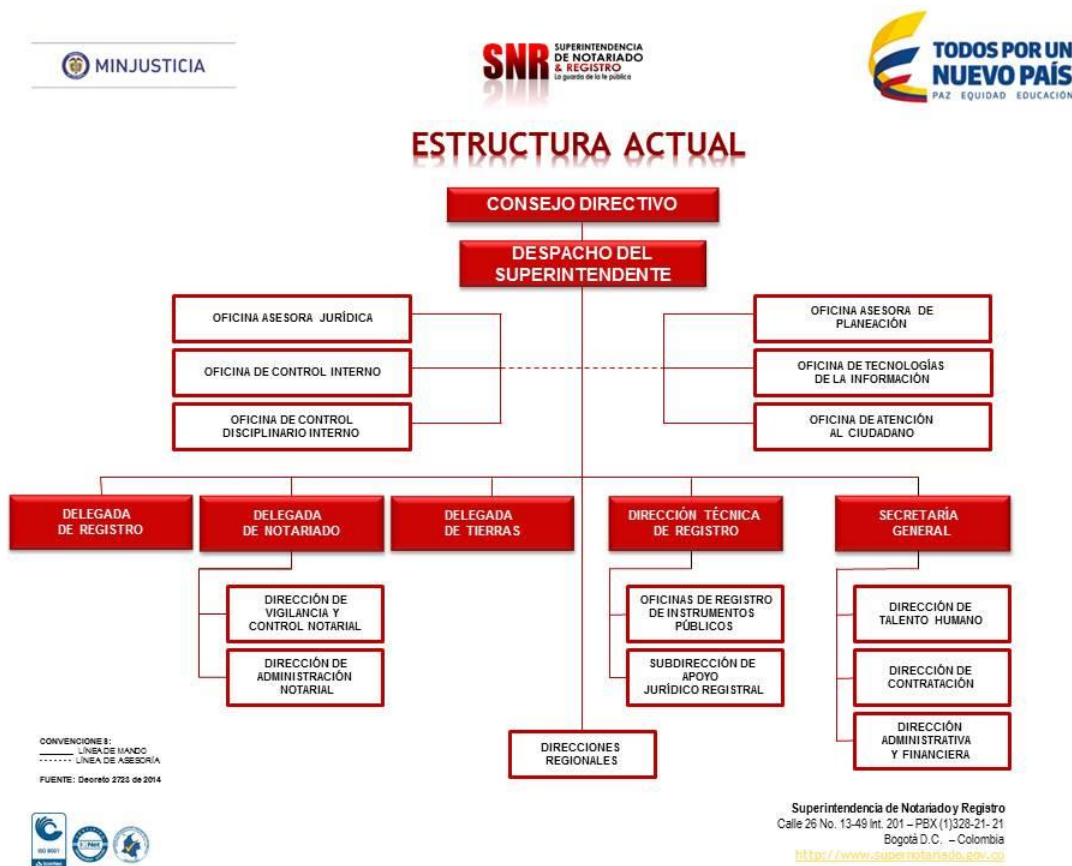 MINJUSTICIA
SNR
SUPERINTENDENCIA
DE NOTARIADO
& REGISTRO
La guarda de la fe pública
TODOS POR UN
NUEVO PAÍS
PAZ EQUIDAD EDUCACIÓN
ESTRUCTURA ACTUAL
CONSEJO DIRECTIVO
DESPACHO DEL
SUPERINTENDENTE
OFICINA ASESORA JURÍDICA
OFICINA ASESORA DE
PLANEACIÓN
OFICINA DE CONTROL INTERNO
OFICINA DE TECNOLOGÍAS
DE LA INFORMACIÓN
OFICINA DE CONTROL
DISCIPLINARIO INTERNO
OFICINA DE ATENCIÓN
AL CIUDADANO
DELEGADA
DE REGISTRO
DELEGADA
DE NOTARIADO
DELEGADA
DE TIERRAS
DIRECCIÓN TÉCNICA
DE REGISTRO
SECRETARÍA
GENERAL
DIRECCIÓN DE
VIGILANCIA Y
CONTROL NOTARIAL
OFICINAS DE REGISTRO
DE INSTRUMENTOS
PÚBLICOS
DIRECCIÓN DE
TALENTO HUMANO
DIRECCIÓN DE
ADMINISTRACIÓN
NOTARIAL
SUBDIRECCIÓN DE
APOYO
JURÍDICO REGISTRAL
DIRECCIÓN DE
CONTRATACIÓN
DIRECCIONES
REGIONALES
DIRECCIÓN
ADMINISTRATIVA
Y FINANCIERA
CONVENCIONES:
LÍNEA DE MANDO
LÍNEA DE ASESORÍA
FUENTE: Decreto 2723 de 2014
ISO 9001
Superintendencia de Notariado y Registro
Calle 26 No. 13-49 Int. 201 – PBX (1)328-21- 21
Bogotá D.C. – Colombia
http://www.supernotariado.gov.co